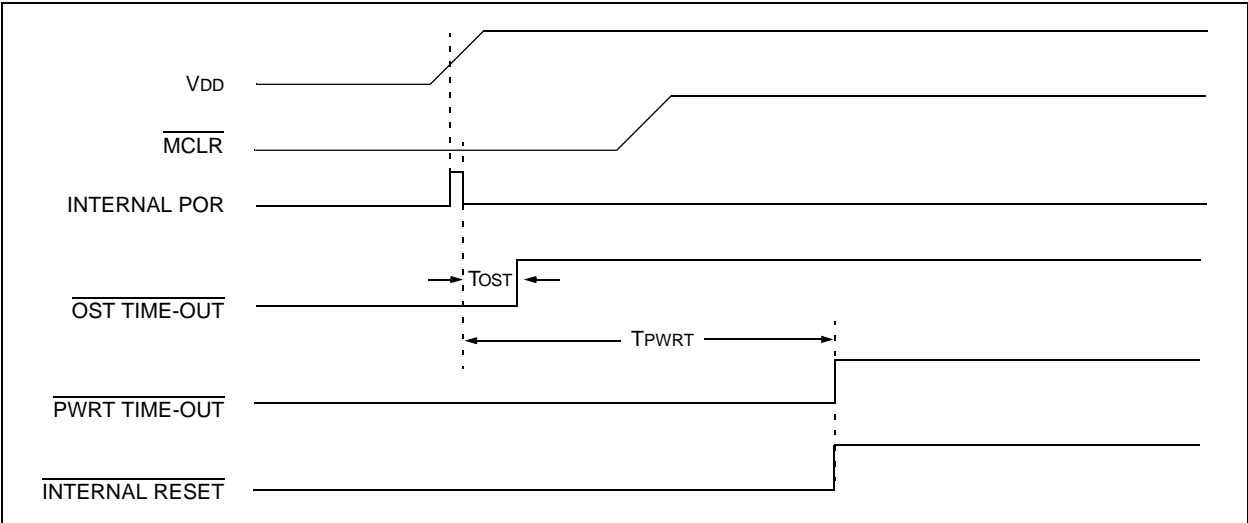 VDD
MCLR
INTERNAL POR
TOST
OST TIME-OUT
TPWRT
PWRT TIME-OUT
INTERNAL RESET